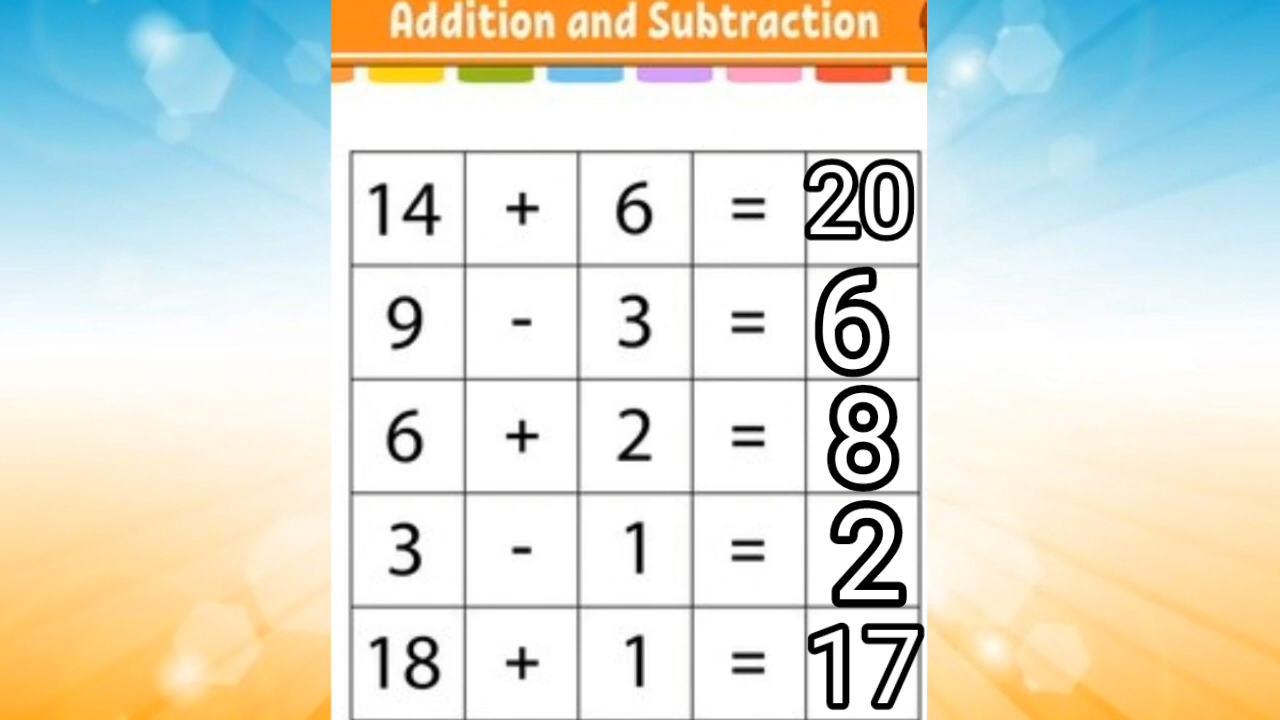 Addition and Subtraction
14 + 6 = 20
9 - 3 = 6
6 + 2 = 8
3 - 1 = 2
18 + 1 = 17